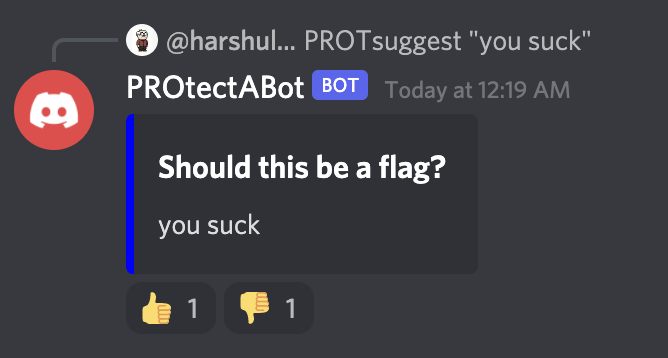 @harshul... PROTsuggest "you suck"
PROtectABot BOT Today at 12:19 AM
Should this be a flag?
you suck
1 1